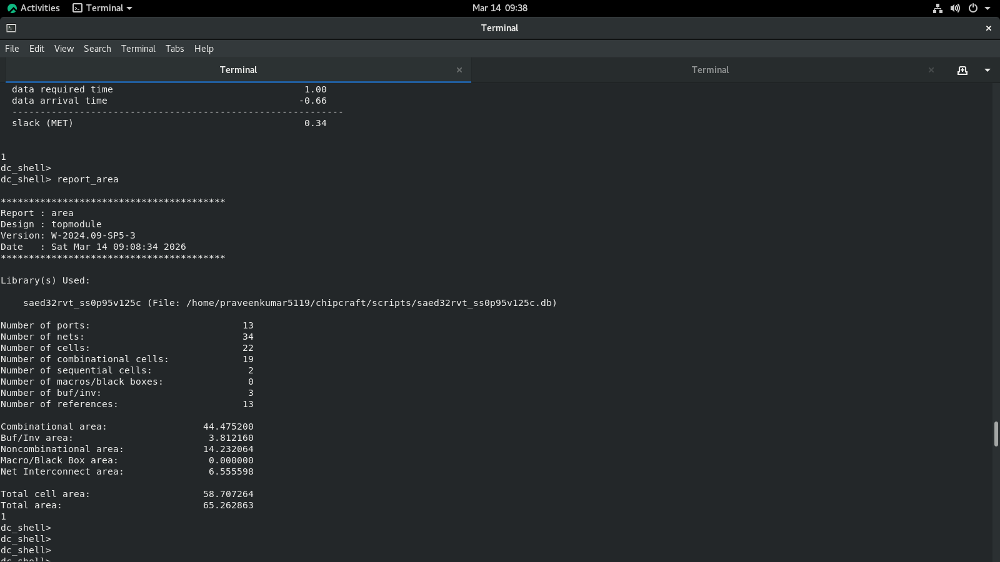 Activities Terminal Mar 14 09:38
Terminal
File Edit View Search Terminal Tabs Help
Terminal Terminal
data required time 1.00
data arrival time -0.66
-----------------------------------------------------------
slack (MET) 0.34
1
dc_shell>
dc_shell> report_area
****************************************
Report : area
Design : topmodule
Version: W-2024.09-SP5-3
Date : Sat Mar 14 09:08:34 2026
****************************************
Library(s) Used:
saed32rvt_ss0p95v125c (File: /home/praveenkumar5119/chipcraft/scripts/saed32rvt_ss0p95v125c.db)
Number of ports: 13
Number of nets: 34
Number of cells: 22
Number of combinational cells: 19
Number of sequential cells: 2
Number of macros/black boxes: 0
Number of buf/inv: 3
Number of references: 13
Combinational area: 44.475200
Buf/Inv area: 3.812160
Noncombinational area: 14.232064
Macro/Black Box area: 0.000000
Net Interconnect area: 6.555598
Total cell area: 58.707264
Total area: 65.262863
1
dc_shell>
dc_shell>
dc_shell>
dc_shell>